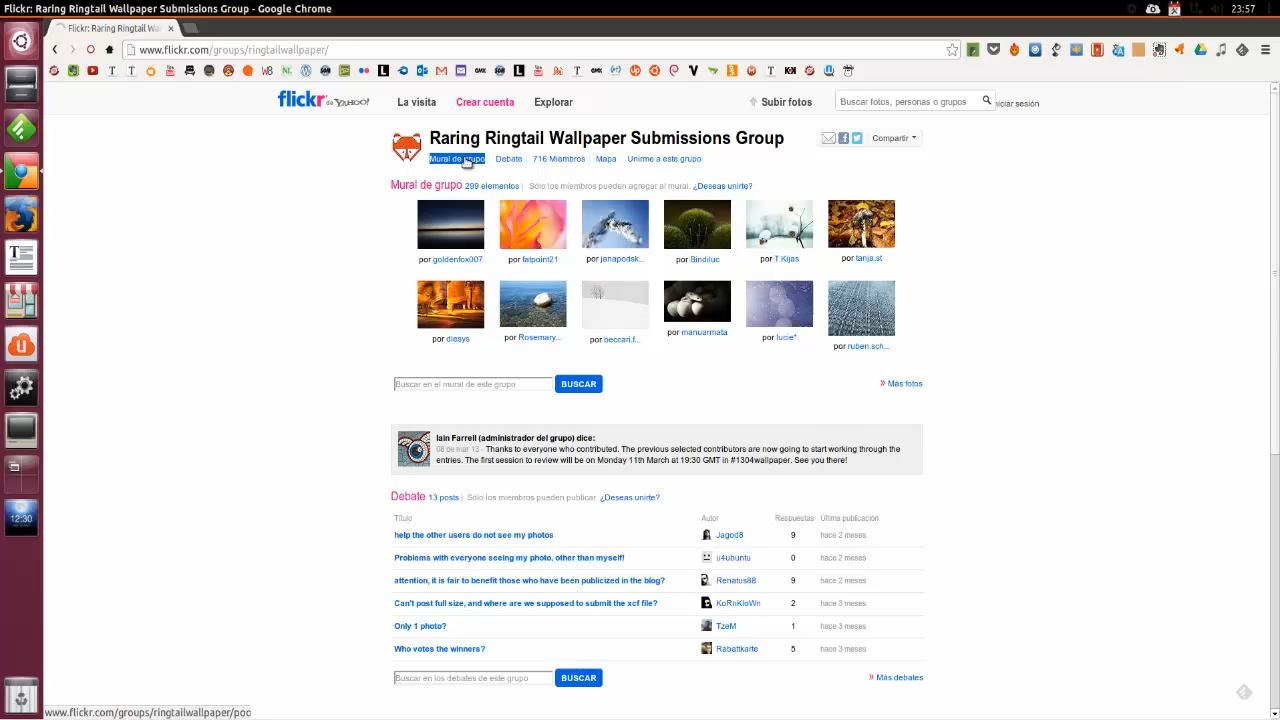 Flickr: Raring Ringtail Wallpaper Submissions Group - Google Chrome
23:57
Flickr: Raring Ringtail Wa
www.flickr.com/groups/ringtailwallpaper/
flickr de YAHOO!
La visita
Crear cuenta
Explorar
Subir fotos
Buscar fotos, personas o grupos
iciar sesión
Raring Ringtail Wallpaper Submissions Group
Compartir
Mural de grupo
Debate
716 Miembros
Mapa
Unirme a este grupo
Mural de grupo 299 elementos | Sólo los miembros pueden agregar al mural. ¿Deseas unirte?
por goldenfox007
por fatpoint21
por janapodsk...
por Bindiluc
por T.Kijas
por tanja.st
por diesys
por Rosemary...
por beccari.f...
por manuarmata
por lucie*
por ruben.sch...
Buscar en el mural de este grupo
BUSCAR
» Más fotos
Iain Farrell (administrador del grupo) dice:
08 de mar 13 - Thanks to everyone who contributed. The previous selected contributors are now going to start working through the
entries. The first session to review will be on Monday 11th March at 19:30 GMT in #1304wallpaper. See you there!
Debate 13 posts | Sólo los miembros pueden publicar. ¿Deseas unirte?
Título Autor Respuestas Última publicación
help the other users do not see my photos Jagod8 9 hace 2 meses
Problems with everyone seeing my photo, other than myself! u4ubuntu 0 hace 2 meses
attention, it is fair to benefit those who have been publicized in the blog? Renatus88 9 hace 2 meses
Can't post full size, and where are we supposed to submit the xcf file? KoRnKloWn 2 hace 3 meses
Only 1 photo? TzeM 1 hace 3 meses
Who votes the winners? Rabattkarte 5 hace 3 meses
Buscar en los debates de este grupo
BUSCAR
» Más debates
12:30
www.flickr.com/groups/ringtailwallpaper/poo